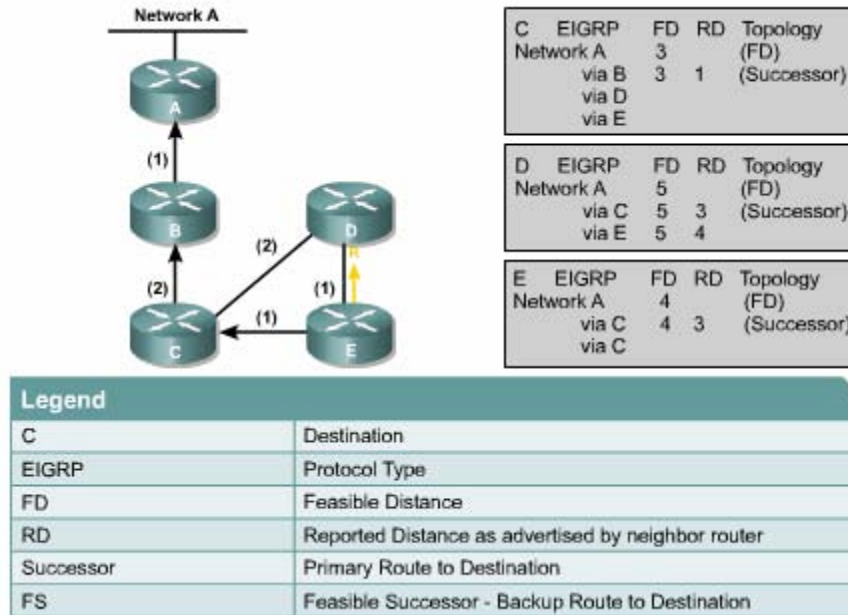 Network A
A
(1)
B
D
(2)
R
(2)
(1)
(1)
C
E
C EIGRP FD RD Topology
Network A 3 (FD)
via B 3 1 (Successor)
via D
via E
D EIGRP FD RD Topology
Network A 5 (FD)
via C 5 3 (Successor)
via E 5 4
E EIGRP FD RD Topology
Network A 4 (FD)
via C 4 3 (Successor)
via C
Legend
C Destination
EIGRP Protocol Type
FD Feasible Distance
RD Reported Distance as advertised by neighbor router
Successor Primary Route to Destination
FS Feasible Successor - Backup Route to Destination